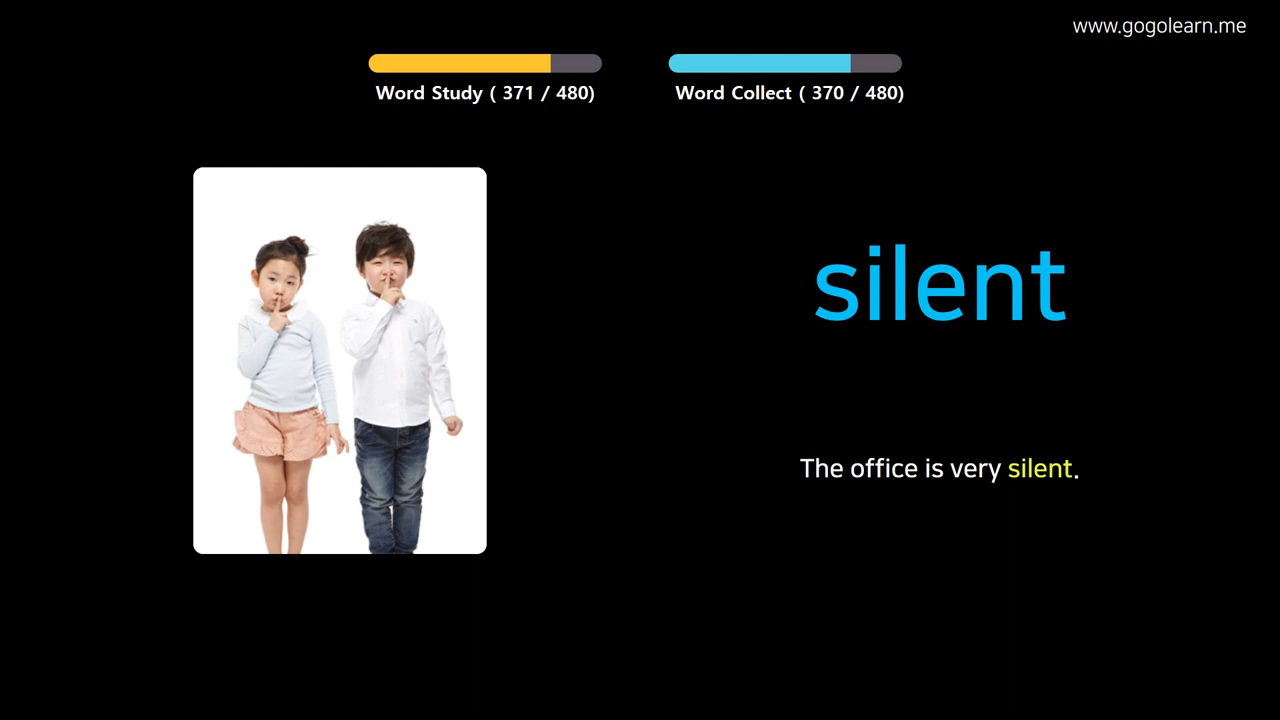 www.gogolearn.me
Word Study ( 371 / 480)
Word Collect ( 370 / 480)
silent
The office is very silent.